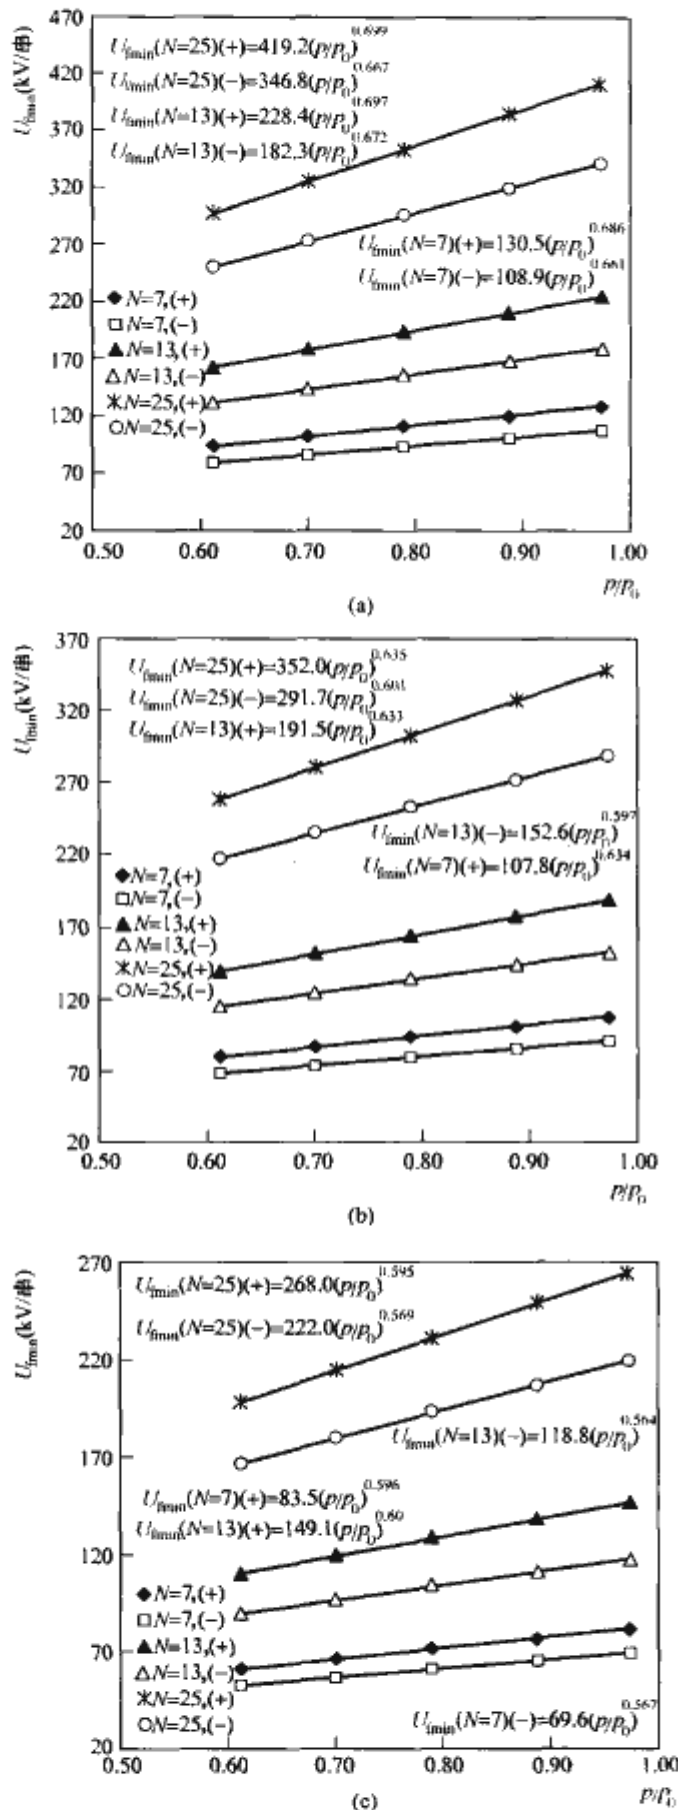 U_fmin(kV/串)
470
420
370
320
270
220
170
120
70
20
U_fmin(N=25)(+)=419.2(p/p₀)^0.699
U_fmin(N=25)(−)=346.8(p/p₀)^0.667
U_fmin(N=13)(+)=228.4(p/p₀)^0.697
U_fmin(N=13)(−)=182.3(p/p₀)^0.672
U_fmin(N=7)(+)=130.5(p/p₀)^0.686
U_fmin(N=7)(−)=108.9(p/p₀)^0.661
N=7,(+)
N=7,(−)
N=13,(+)
N=13,(−)
N=25,(+)
N=25,(−)
0.50 0.60 0.70 0.80 0.90 1.00
p/p₀
(a)
U_fmin(kV/串)
370
320
270
220
170
120
70
20
U_fmin(N=25)(+)=352.0(p/p₀)^0.635
U_fmin(N=25)(−)=291.7(p/p₀)
U_fmin(N=13)(+)=191.5(p/p₀)^0.633
U_fmin(N=13)(−)=152.6(p/p₀)^0.597
U_fmin(N=7)(+)=107.8(p/p₀)^0.634
N=7,(+)
N=7,(−)
N=13,(+)
N=13,(−)
N=25,(+)
N=25,(−)
0.50 0.60 0.70 0.80 0.90 1.00
p/p₀
(b)
U_fmin(kV/串)
270
220
170
120
70
20
U_fmin(N=25)(+)=268.0(p/p₀)^0.595
U_fmin(N=25)(−)=222.0(p/p₀)^0.569
U_fmin(N=13)(−)=118.8(p/p₀)^0.564
U_fmin(N=7)(+)=83.5(p/p₀)^0.596
U_fmin(N=13)(+)=149.1(p/p₀)^0.60
N=7,(+)
N=7,(−)
N=13,(+)
N=13,(−)
N=25,(+)
N=25,(−)
U_fmin(N=7)(−)=69.6(p/p₀)^0.567
0.50 0.60 0.70 0.80 0.90 1.00
p/p₀
(c)